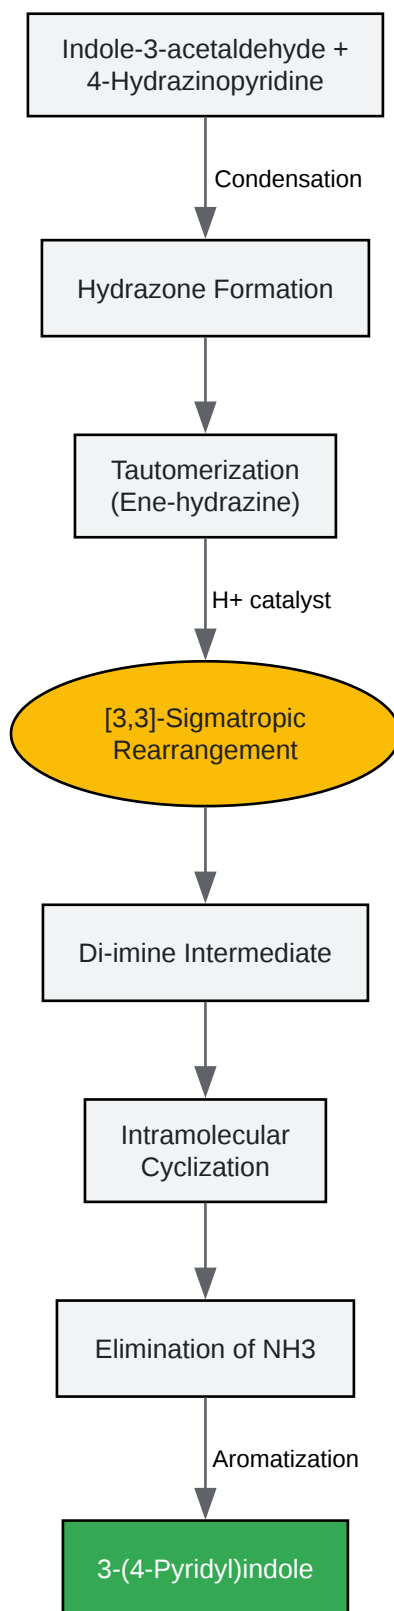 Indole-3-acetaldehyde +
4-Hydrazinopyridine
Condensation
Hydrazone Formation
Tautomerization
(Ene-hydrazine)
H+ catalyst
[3,3]-Sigmatropic
Rearrangement
Di-imine Intermediate
Intramolecular
Cyclization
Elimination of NH3
Aromatization
3-(4-Pyridyl)indole